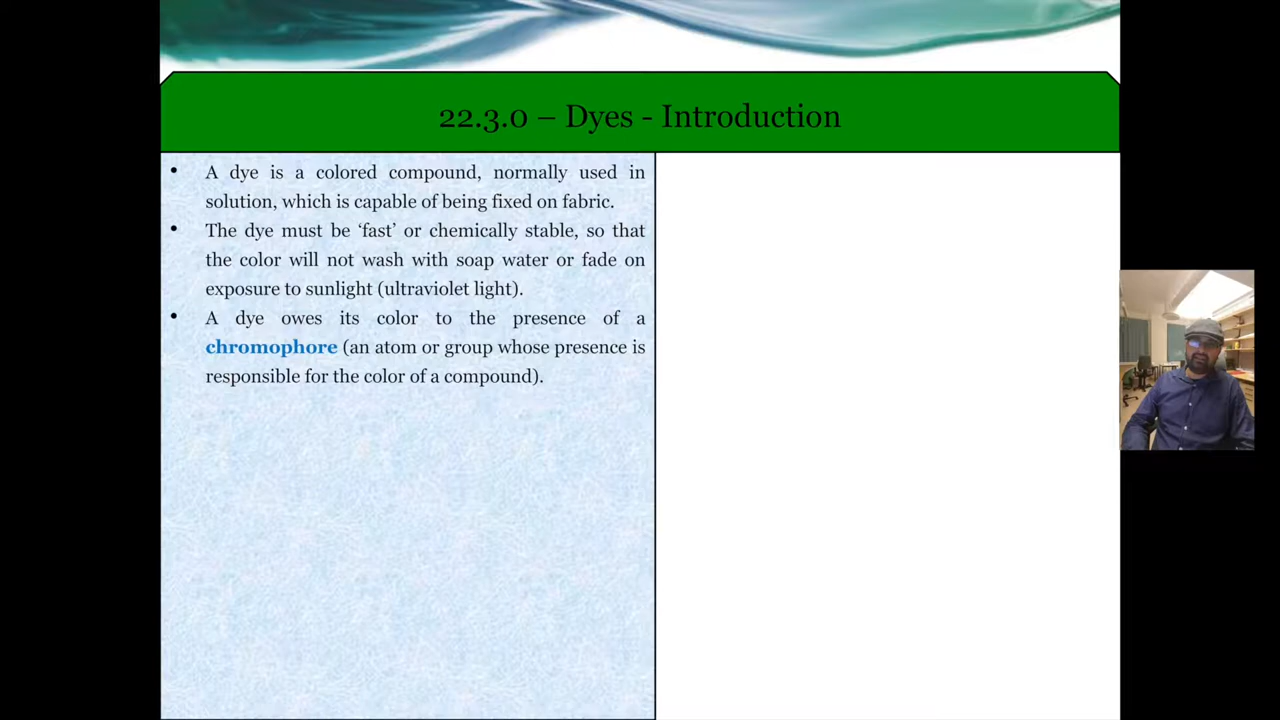 22.3.0 – Dyes - Introduction
• A dye is a colored compound, normally used in
solution, which is capable of being fixed on fabric.
• The dye must be ‘fast’ or chemically stable, so that
the color will not wash with soap water or fade on
exposure to sunlight (ultraviolet light).
• A dye owes its color to the presence of a
chromophore (an atom or group whose presence is
responsible for the color of a compound).